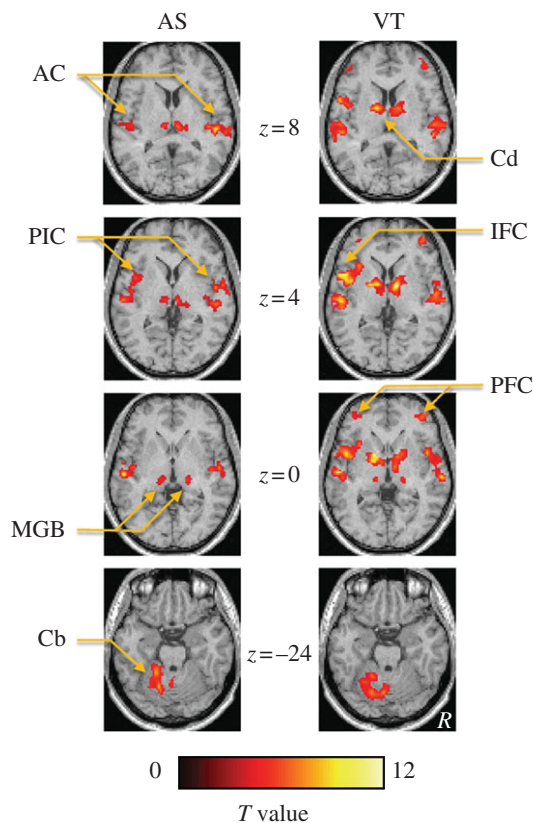 AS
VT
AC
z = 8
Cd
PIC
IFC
z = 4
PFC
z = 0
MGB
Cb
z = –24
R
0
12
T value